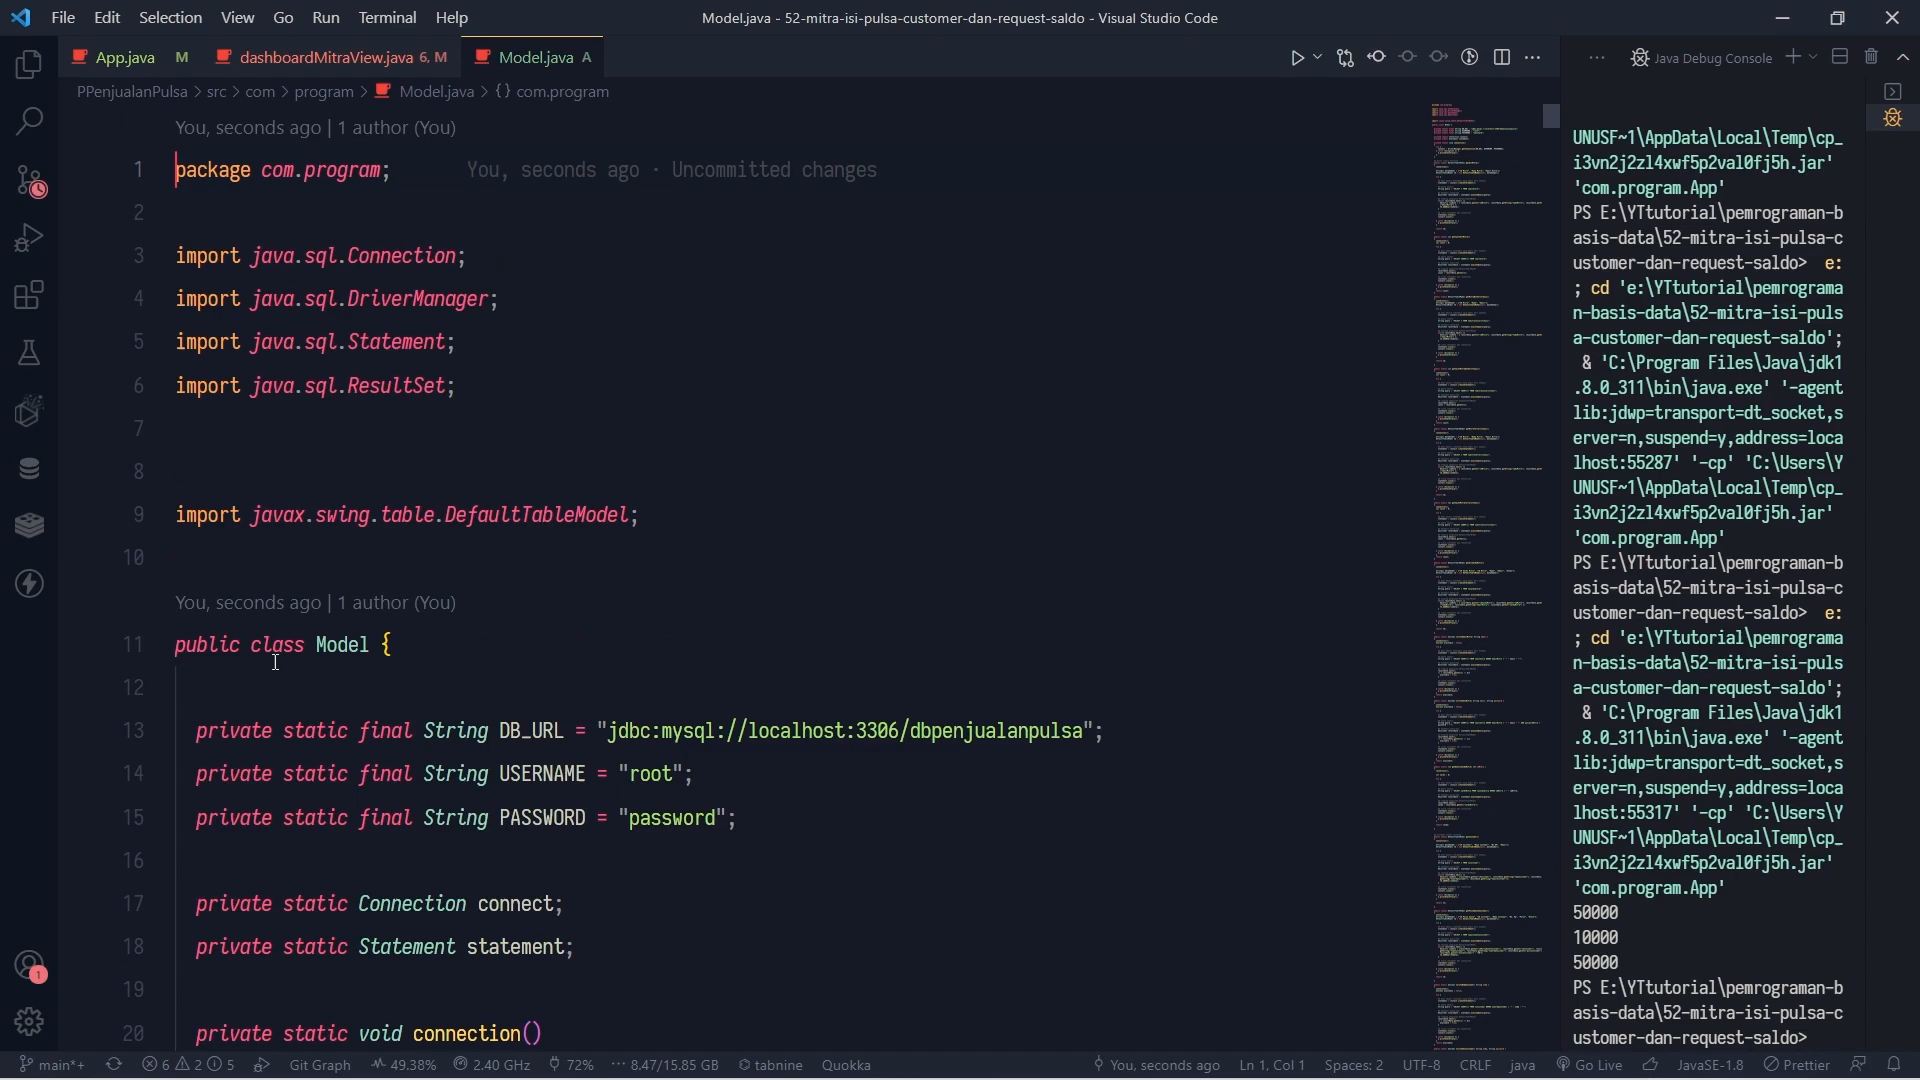 File Edit Selection View Go Run Terminal Help
Model.java - 52-mitra-isi-pulsa-customer-dan-request-saldo - Visual Studio Code
App.java M
dashboardMitraView.java 6, M
Model.java A
PPenjualanPulsa > src > com > program > Model.java > {} com.program
You, seconds ago | 1 author (You)
1 package com.program; You, seconds ago · Uncommitted changes
2
3 import java.sql.Connection;
4 import java.sql.DriverManager;
5 import java.sql.Statement;
6 import java.sql.ResultSet;
7
8
9 import javax.swing.table.DefaultTableModel;
10
You, seconds ago | 1 author (You)
11 public class Model {
12
13 private static final String DB_URL = "jdbc:mysql://localhost:3306/dbpenjualanpulsa";
14 private static final String USERNAME = "root";
15 private static final String PASSWORD = "password";
16
17 private static Connection connect;
18 private static Statement statement;
19
20 private static void connection()
Java Debug Console
UNUSF~1\AppData\Local\Temp\cp_
i3vn2j2zl4xwf5p2val0fj5h.jar'
'com.program.App'
PS E:\YTtutorial\pemrograman-b
asis-data\52-mitra-isi-pulsa-c
ustomer-dan-request-saldo> e:
; cd 'e:\YTtutorial\pemrograma
n-basis-data\52-mitra-isi-puls
a-customer-dan-request-saldo';
& 'C:\Program Files\Java\jdk1
.8.0_311\bin\java.exe' '-agent
lib:jdwp=transport=dt_socket,s
erver=n,suspend=y,address=loca
lhost:55287' '-cp' 'C:\Users\Y
UNUSF~1\AppData\Local\Temp\cp_
i3vn2j2zl4xwf5p2val0fj5h.jar'
'com.program.App'
PS E:\YTtutorial\pemrograman-b
asis-data\52-mitra-isi-pulsa-c
ustomer-dan-request-saldo> e:
; cd 'e:\YTtutorial\pemrograma
n-basis-data\52-mitra-isi-puls
a-customer-dan-request-saldo';
& 'C:\Program Files\Java\jdk1
.8.0_311\bin\java.exe' '-agent
lib:jdwp=transport=dt_socket,s
erver=n,suspend=y,address=loca
lhost:55317' '-cp' 'C:\Users\Y
UNUSF~1\AppData\Local\Temp\cp_
i3vn2j2zl4xwf5p2val0fj5h.jar'
'com.program.App'
50000
10000
50000
PS E:\YTtutorial\pemrograman-b
asis-data\52-mitra-isi-pulsa-c
ustomer-dan-request-saldo>
1
main*+ 6 2 5 Git Graph 49.38% 2.40 GHz 72% 8.47/15.85 GB tabnine Quokka You, seconds ago Ln 1, Col 1 Spaces: 2 UTF-8 CRLF java Go Live JavaSE-1.8 Prettier